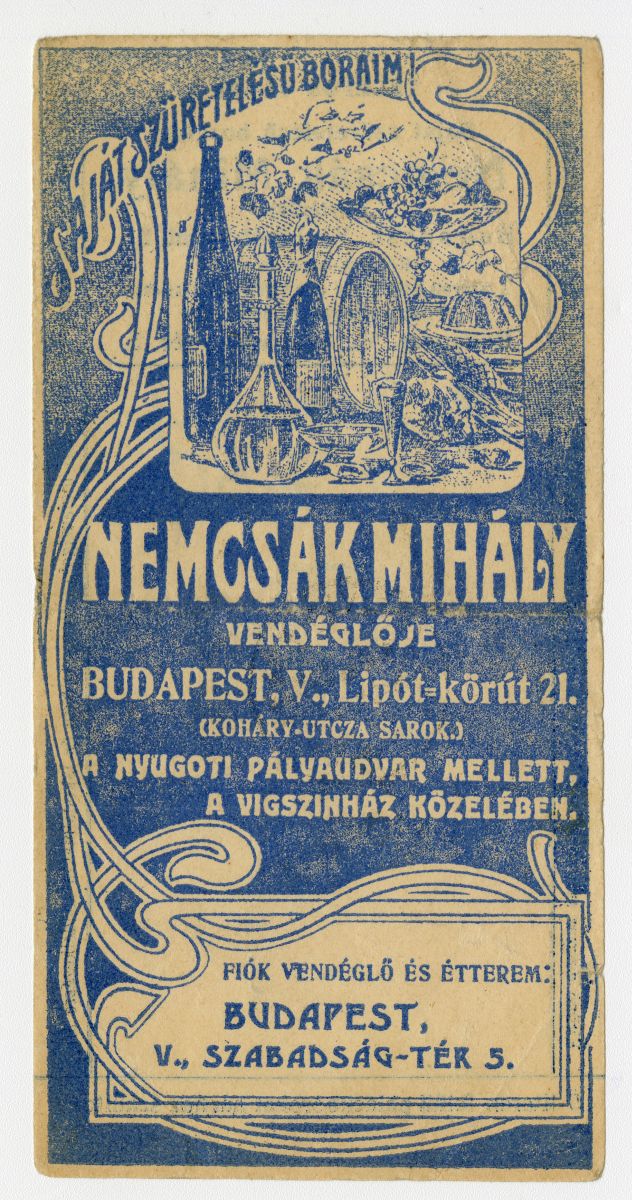 SAJÁT SZÜRETELÉSÜ BORAIM!
NEMCSÁK MIHÁLY
VENDÉGLŐJE
BUDAPEST, V., Lipót-körút 21.
(KOHÁRY-UTCZA SAROK.)
A NYUGOTI PÁLYAUDVAR MELLETT,
A VIGSZINHÁZ KÖZELÉBEN.
FIÓK VENDÉGLŐ ÉS ÉTTEREM:
BUDAPEST,
V., SZABADSÁG-TÉR 5.